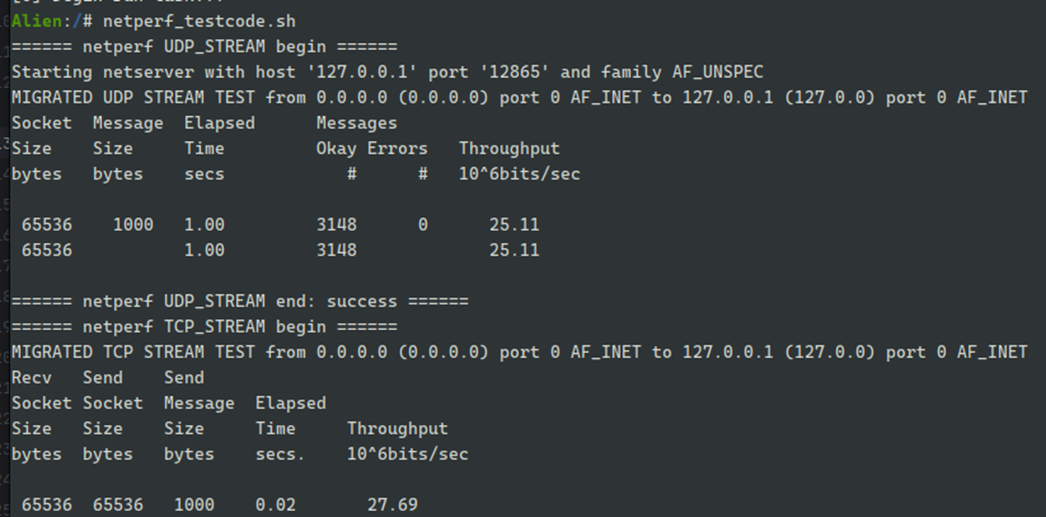 Alien:/# netperf_testcode.sh
====== netperf UDP_STREAM begin ======
Starting netserver with host '127.0.0.1' port '12865' and family AF_UNSPEC
MIGRATED UDP STREAM TEST from 0.0.0.0 (0.0.0.0) port 0 AF_INET to 127.0.0.1 (127.0.0) port 0 AF_INET
Socket  Message  Elapsed      Messages
Size    Size     Time         Okay Errors   Throughput
bytes   bytes    secs            #      #   10^6bits/sec
 65536    1000   1.00         3148      0      25.11
 65536           1.00         3148             25.11
====== netperf UDP_STREAM end: success ======
====== netperf TCP_STREAM begin ======
MIGRATED TCP STREAM TEST from 0.0.0.0 (0.0.0.0) port 0 AF_INET to 127.0.0.1 (127.0.0) port 0 AF_INET
Recv   Send    Send
Socket Socket  Message  Elapsed
Size   Size    Size     Time     Throughput
bytes  bytes   bytes    secs.    10^6bits/sec
 65536  65536   1000    0.02       27.69